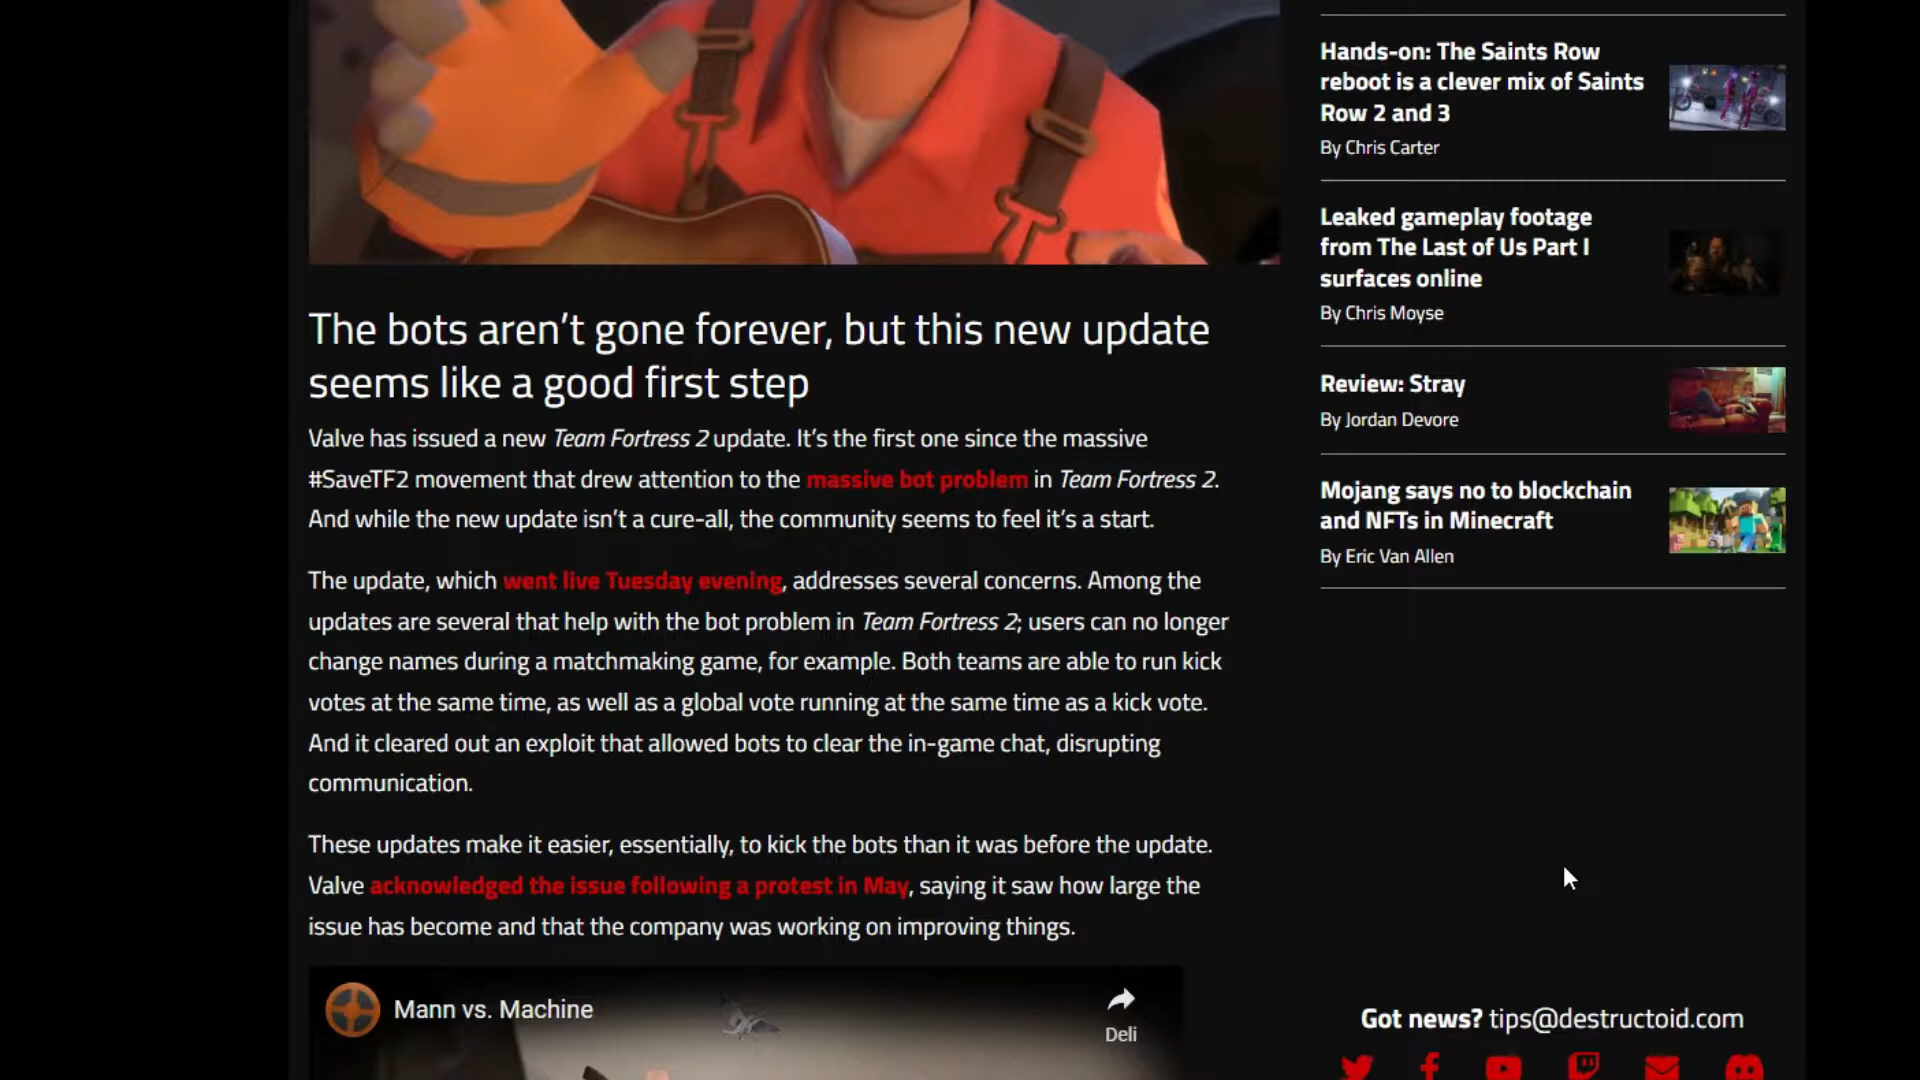 The bots aren't gone forever, but this new update
seems like a good first step
Valve has issued a new Team Fortress 2 update. It's the first one since the massive
#SaveTF2 movement that drew attention to the massive bot problem in Team Fortress 2.
And while the new update isn't a cure-all, the community seems to feel it's a start.
The update, which went live Tuesday evening, addresses several concerns. Among the
updates are several that help with the bot problem in Team Fortress 2; users can no longer
change names during a matchmaking game, for example. Both teams are able to run kick
votes at the same time, as well as a global vote running at the same time as a kick vote.
And it cleared out an exploit that allowed bots to clear the in-game chat, disrupting
communication.
These updates make it easier, essentially, to kick the bots than it was before the update.
Valve acknowledged the issue following a protest in May, saying it saw how large the
issue has become and that the company was working on improving things.
Mann vs. Machine
Deli
Hands-on: The Saints Row
reboot is a clever mix of Saints
Row 2 and 3
By Chris Carter
Leaked gameplay footage
from The Last of Us Part I
surfaces online
By Chris Moyse
Review: Stray
By Jordan Devore
Mojang says no to blockchain
and NFTs in Minecraft
By Eric Van Allen
Got news? tips@destructoid.com